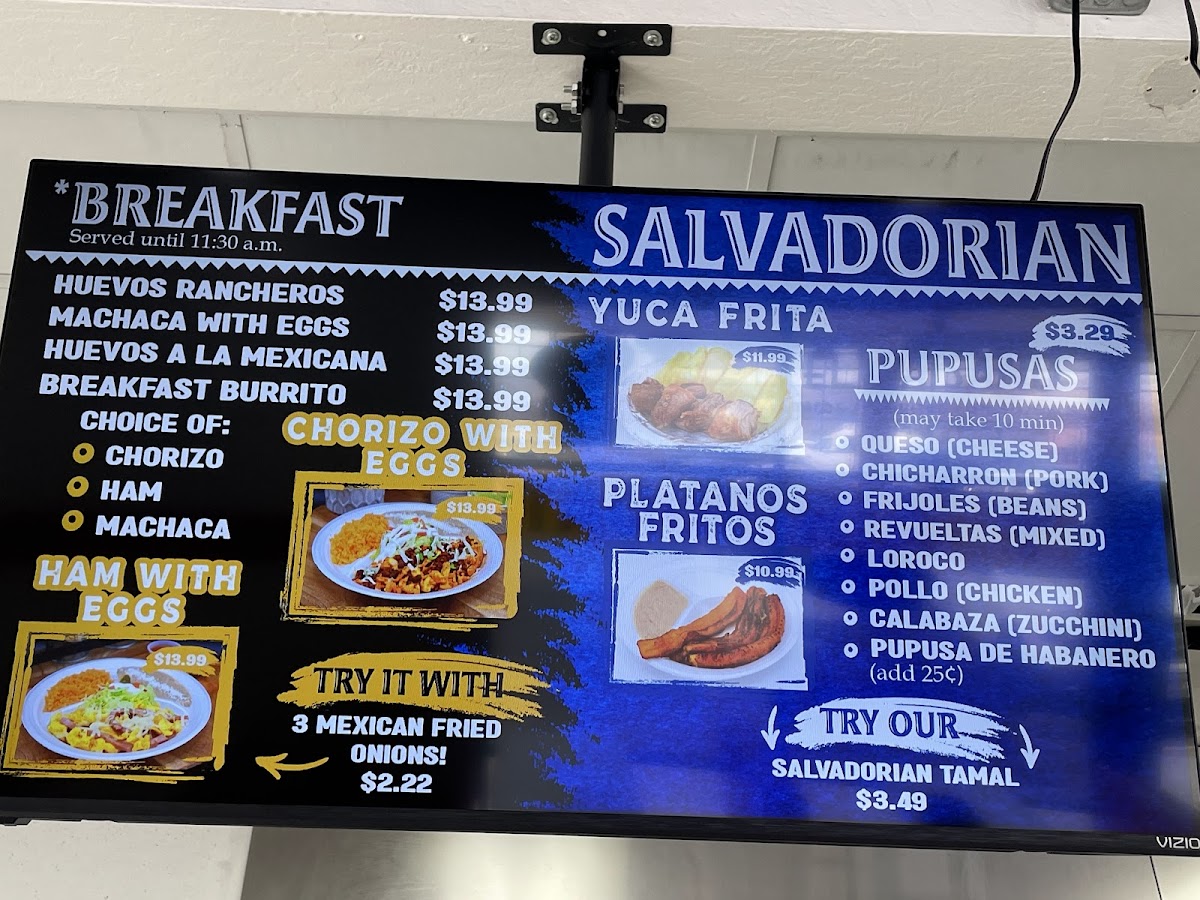 *BREAKFAST
Served until 11:30 a.m.
HUEVOS RANCHEROS $13.99
MACHACA WITH EGGS $13.99
HUEVOS A LA MEXICANA $13.99
BREAKFAST BURRITO $13.99
CHOICE OF:
CHORIZO
HAM
MACHACA
CHORIZO WITH
EGGS
$13.99
HAM WITH
EGGS
$13.99
TRY IT WITH
3 MEXICAN FRIED
ONIONS!
$2.22
SALVADORIAN
YUCA FRITA
$11.99
PLATANOS
FRITOS
$10.99
$3.29
PUPUSAS
(may take 10 min)
QUESO (CHEESE)
CHICHARRON (PORK)
FRIJOLES (BEANS)
REVUELTAS (MIXED)
LOROCO
POLLO (CHICKEN)
CALABAZA (ZUCCHINI)
PUPUSA DE HABANERO
(add 25¢)
TRY OUR
SALVADORIAN TAMAL
$3.49
VIZIO